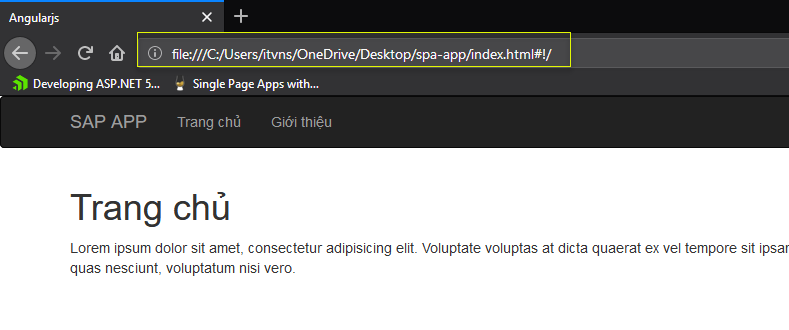 Angularjs
file:///C:/Users/itvns/OneDrive/Desktop/spa-app/index.html#!/
Developing ASP.NET 5... Single Page Apps with...
SAP APP Trang chủ Giới thiệu
Trang chủ
Lorem ipsum dolor sit amet, consectetur adipisicing elit. Voluptate voluptas at dicta quaerat ex vel tempore sit ipsam
quas nesciunt, voluptatum nisi vero.